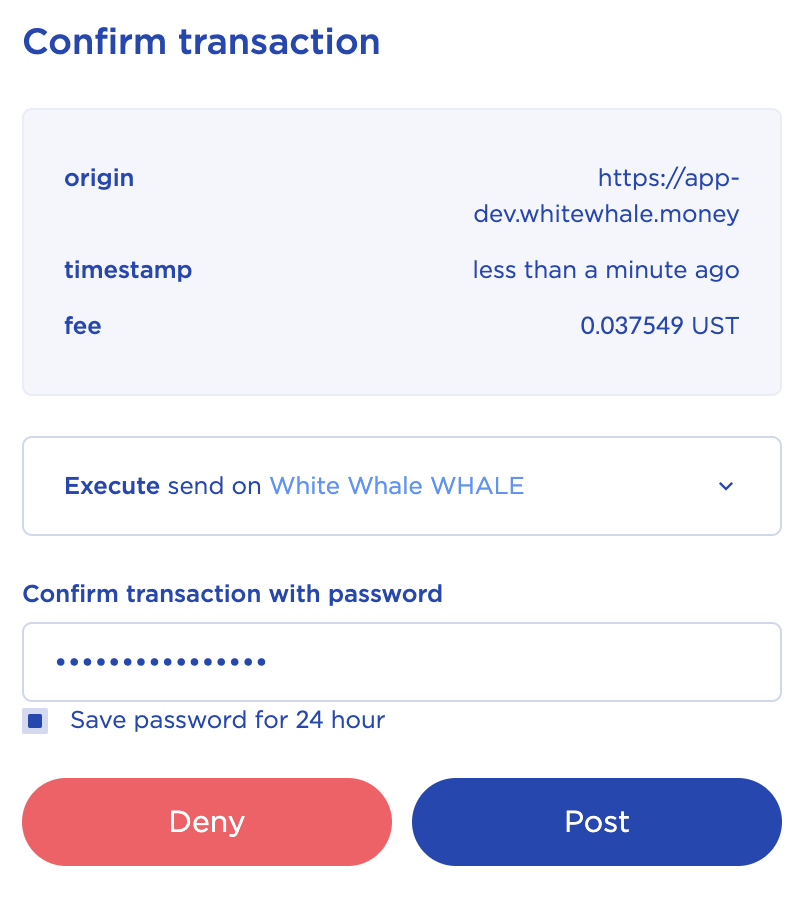 Confirm transaction
origin
https://app-
dev.whitewhale.money
timestamp
less than a minute ago
fee
0.037549 UST
Execute send on White Whale WHALE
Confirm transaction with password
••••••••••••••••
Save password for 24 hour
Deny
Post